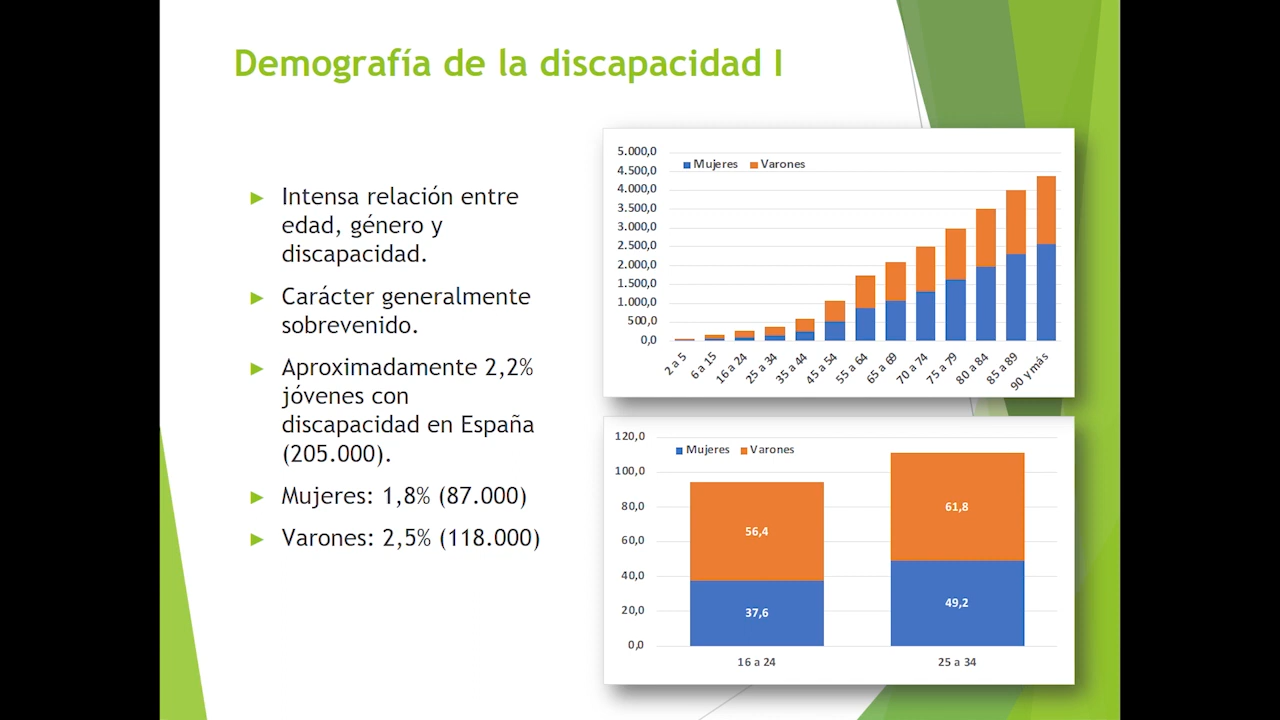 Demografía de la discapacidad I
► Intensa relación entre
edad, género y
discapacidad.
► Carácter generalmente
sobrevenido.
► Aproximadamente 2,2%
jóvenes con
discapacidad en España
(205.000).
► Mujeres: 1,8% (87.000)
► Varones: 2,5% (118.000)
Mujeres Varones
5.000,0
4.500,0
4.000,0
3.500,0
3.000,0
2.500,0
2.000,0
1.500,0
1.000,0
500,0
0,0
2 a 5
6 a 15
16 a 24
25 a 34
35 a 44
45 a 54
55 a 64
65 a 69
70 a 74
75 a 79
80 a 84
85 a 89
90 y más
Mujeres Varones
120,0
100,0
80,0
60,0
40,0
20,0
0,0
56,4
37,6
61,8
49,2
16 a 24
25 a 34